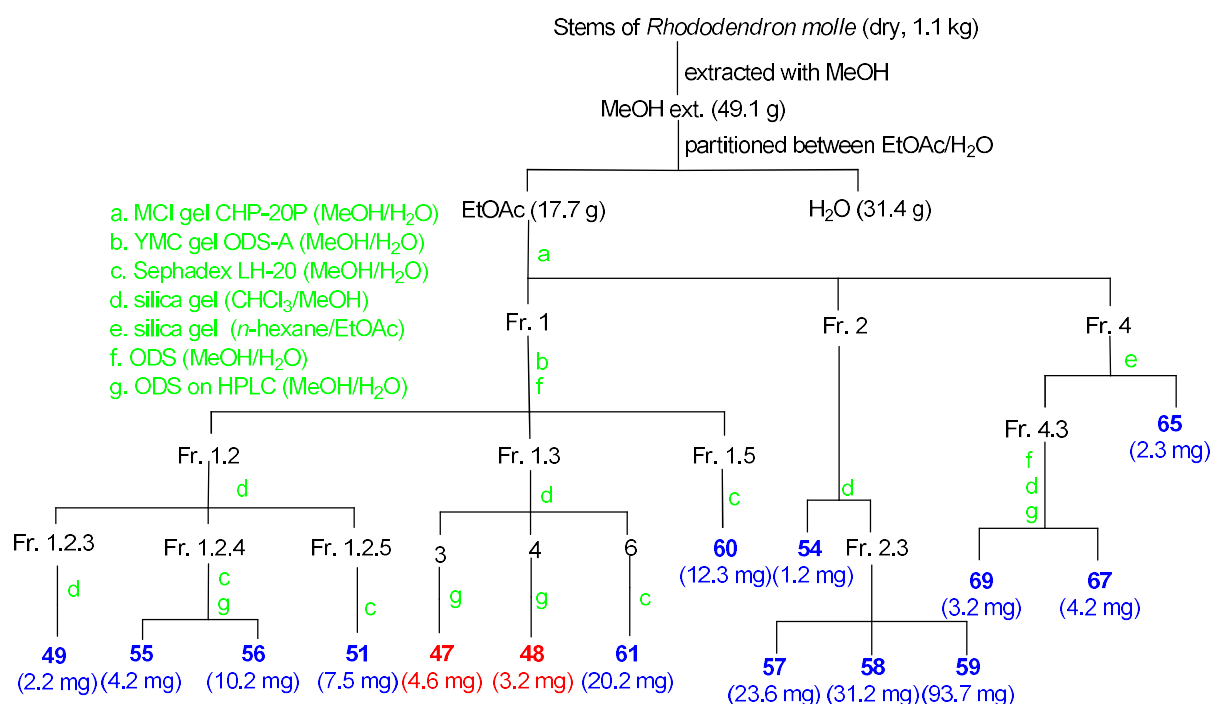 Stems of Rhododendron molle (dry, 1.1 kg)
extracted with MeOH
MeOH ext. (49.1 g)
partitioned between EtOAc/H₂O
EtOAc (17.7 g)
H₂O (31.4 g)
a. MCI gel CHP-20P (MeOH/H₂O)
b. YMC gel ODS-A (MeOH/H₂O)
c. Sephadex LH-20 (MeOH/H₂O)
d. silica gel (CHCl₃/MeOH)
e. silica gel (n-hexane/EtOAc)
f. ODS (MeOH/H₂O)
g. ODS on HPLC (MeOH/H₂O)
a
Fr. 1
Fr. 2
Fr. 4
b
f
e
Fr. 1.2
Fr. 1.3
Fr. 1.5
Fr. 4.3
65
(2.3 mg)
d
d
c
d
f
d
g
Fr. 1.2.3
Fr. 1.2.4
Fr. 1.2.5
3
4
6
60
(12.3 mg)
54
(1.2 mg)
Fr. 2.3
69
(3.2 mg)
67
(4.2 mg)
d
c
g
c
g
g
c
49
(2.2 mg)
55
(4.2 mg)
56
(10.2 mg)
51
(7.5 mg)
47
(4.6 mg)
48
(3.2 mg)
61
(20.2 mg)
57
(23.6 mg)
58
(31.2 mg)
59
(93.7 mg)